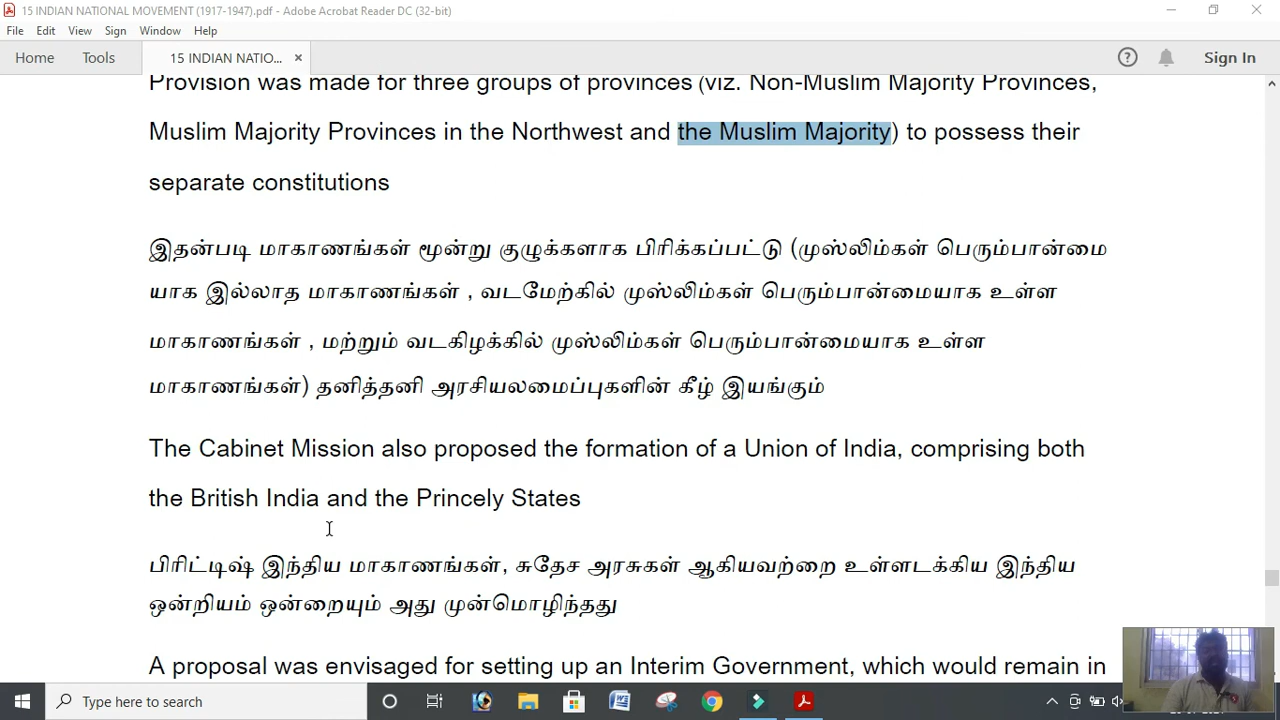 15 INDIAN NATIONAL MOVEMENT (1917-1947).pdf - Adobe Acrobat Reader DC (32-bit)
File Edit View Sign Window Help
Home Tools 15 INDIAN NATIO... × Sign In
Provision was made for three groups of provinces (viz. Non-Muslim Majority Provinces,
Muslim Majority Provinces in the Northwest and the Muslim Majority) to possess their
separate constitutions
இதன்படி மாகாணங்கள் மூன்று குழுக்களாக பிரிக்கப்பட்டு (முஸ்லிம்கள் பெரும்பான்மை
யாக இல்லாத மாகாணங்கள் , வடமேற்கில் முஸ்லிம்கள் பெரும்பான்மையாக உள்ள
மாகாணங்கள் , மற்றும் வடகிழக்கில் முஸ்லிம்கள் பெரும்பான்மையாக உள்ள
மாகாணங்கள்) தனித்தனி அரசியலமைப்புகளின் கீழ் இயங்கும்
The Cabinet Mission also proposed the formation of a Union of India, comprising both
the British India and the Princely States
பிரிட்டிஷ் இந்திய மாகாணங்கள், சுதேச அரசுகள் ஆகியவற்றை உள்ளடக்கிய இந்திய
ஒன்றியம் ஒன்றையும் அது முன்மொழிந்தது
A proposal was envisaged for setting up an Interim Government, which would remain in
Type here to search